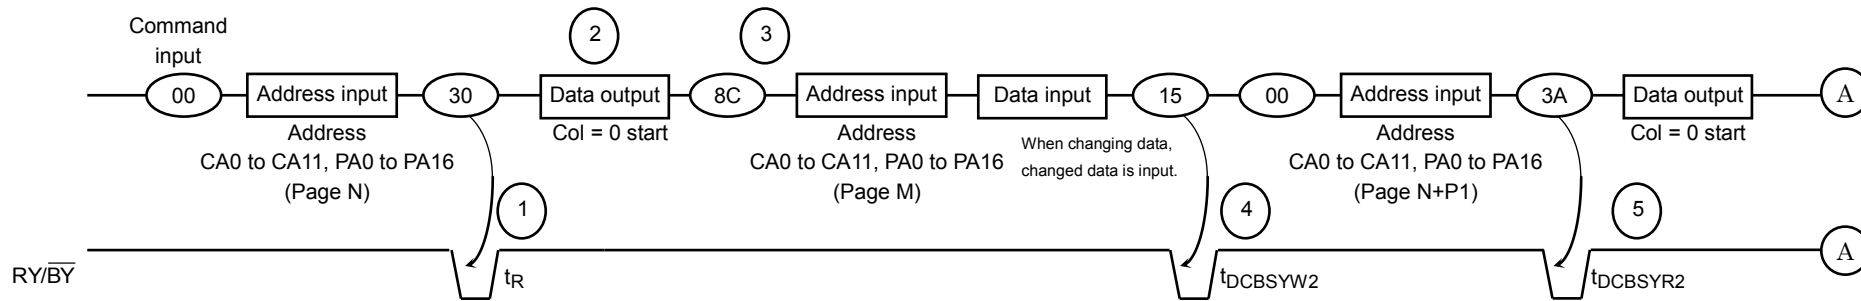 Command
input
2
3
00
Address input
30
Data output
8C
Address input
Data input
15
00
Address input
3A
Data output
A
Address
CA0 to CA11, PA0 to PA16
(Page N)
Col = 0 start
Address
CA0 to CA11, PA0 to PA16
(Page M)
When changing data,
changed data is input.
Address
CA0 to CA11, PA0 to PA16
(Page N+P1)
Col = 0 start
1
4
5
RY/BY
tR
tDCBSYW2
tDCBSYR2
A